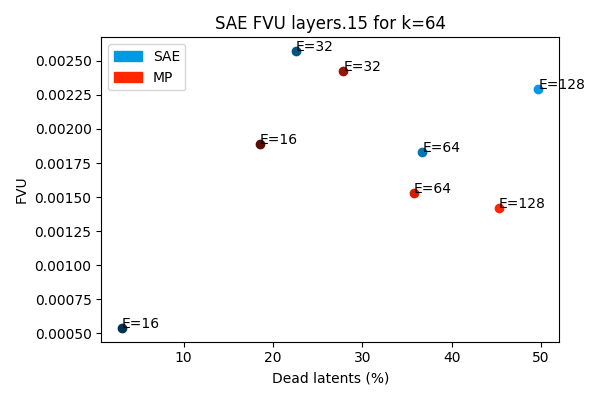 SAE FVU layers.15 for k=64
SAE
MP
E=32
E=32
E=128
E=16
E=64
E=64
E=128
E=16
0.00250
0.00225
0.00200
0.00175
0.00150
0.00125
0.00100
0.00075
0.00050
FVU
10
20
30
40
50
Dead latents (%)